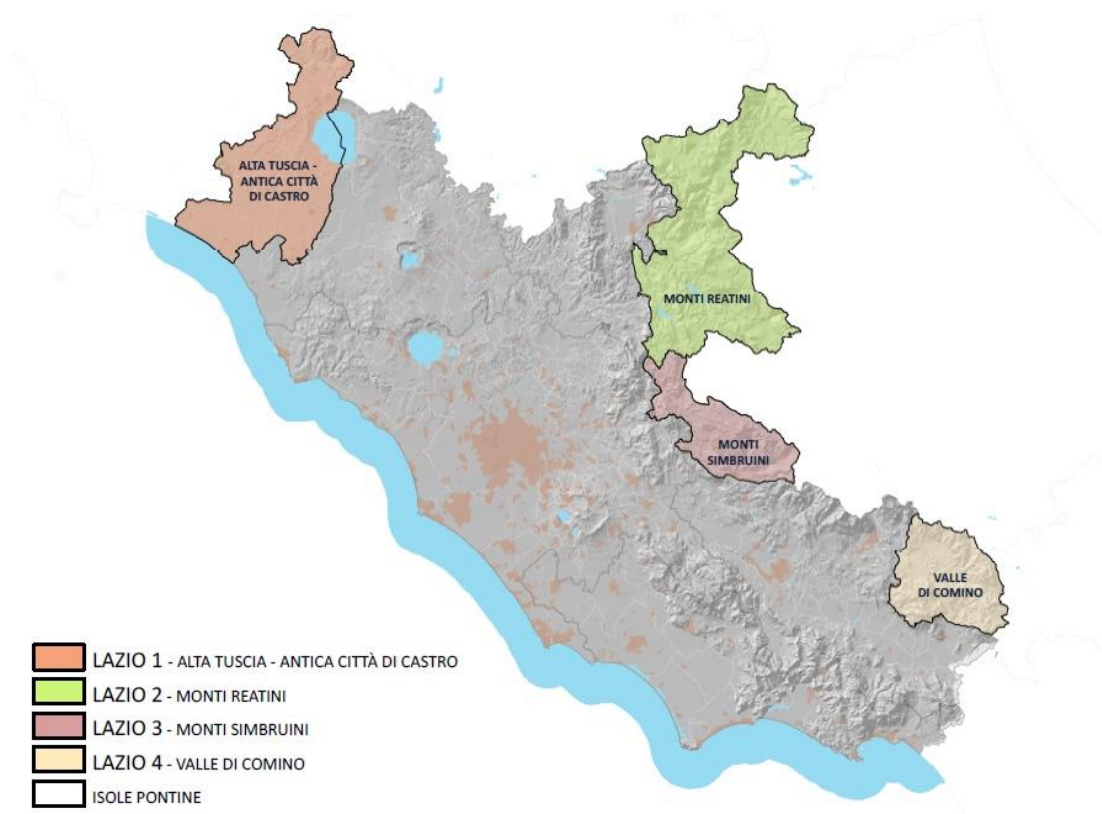 ALTA TUSCIA -
ANTICA CITTÀ
DI CASTRO
MONTI REATINI
MONTI
SIMBRUINI
VALLE
DI COMINO
LAZIO 1 - ALTA TUSCIA - ANTICA CITTÀ DI CASTRO
LAZIO 2 - MONTI REATINI
LAZIO 3 - MONTI SIMBRUINI
LAZIO 4 - VALLE DI COMINO
ISOLE PONTINE